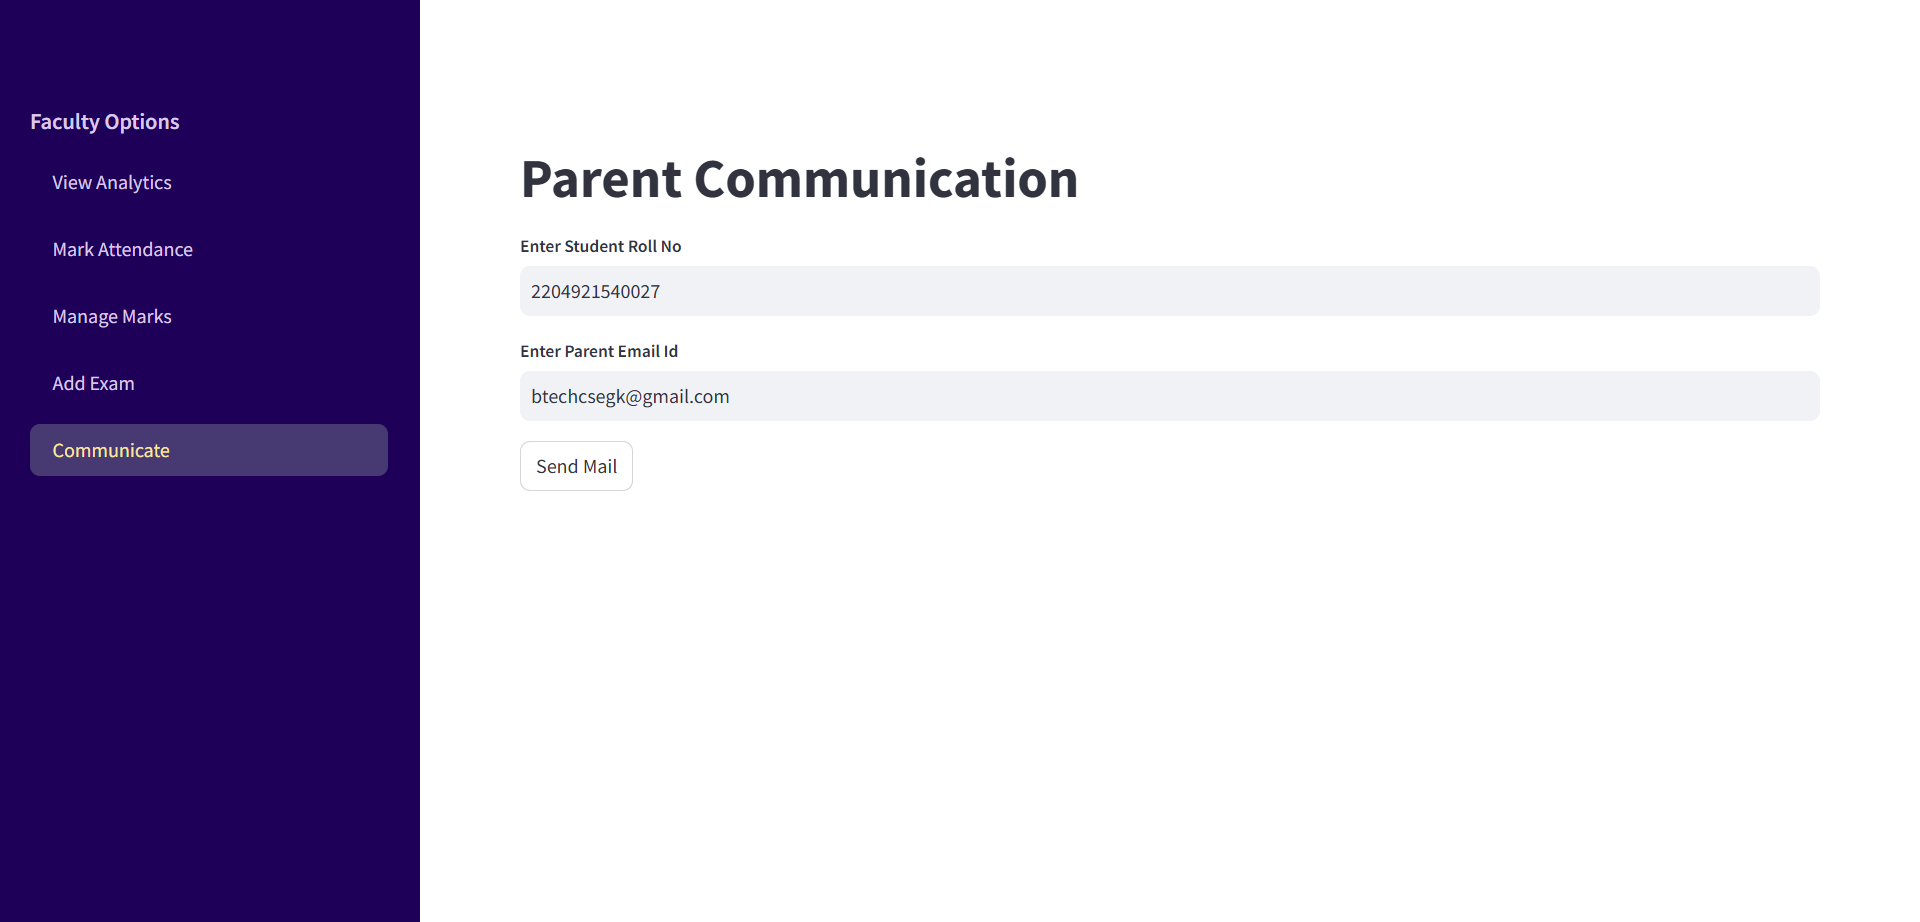 Faculty Options
View Analytics
Mark Attendance
Manage Marks
Add Exam
Communicate
Parent Communication
Enter Student Roll No
2204921540027
Enter Parent Email Id
btechcsegk@gmail.com
Send Mail